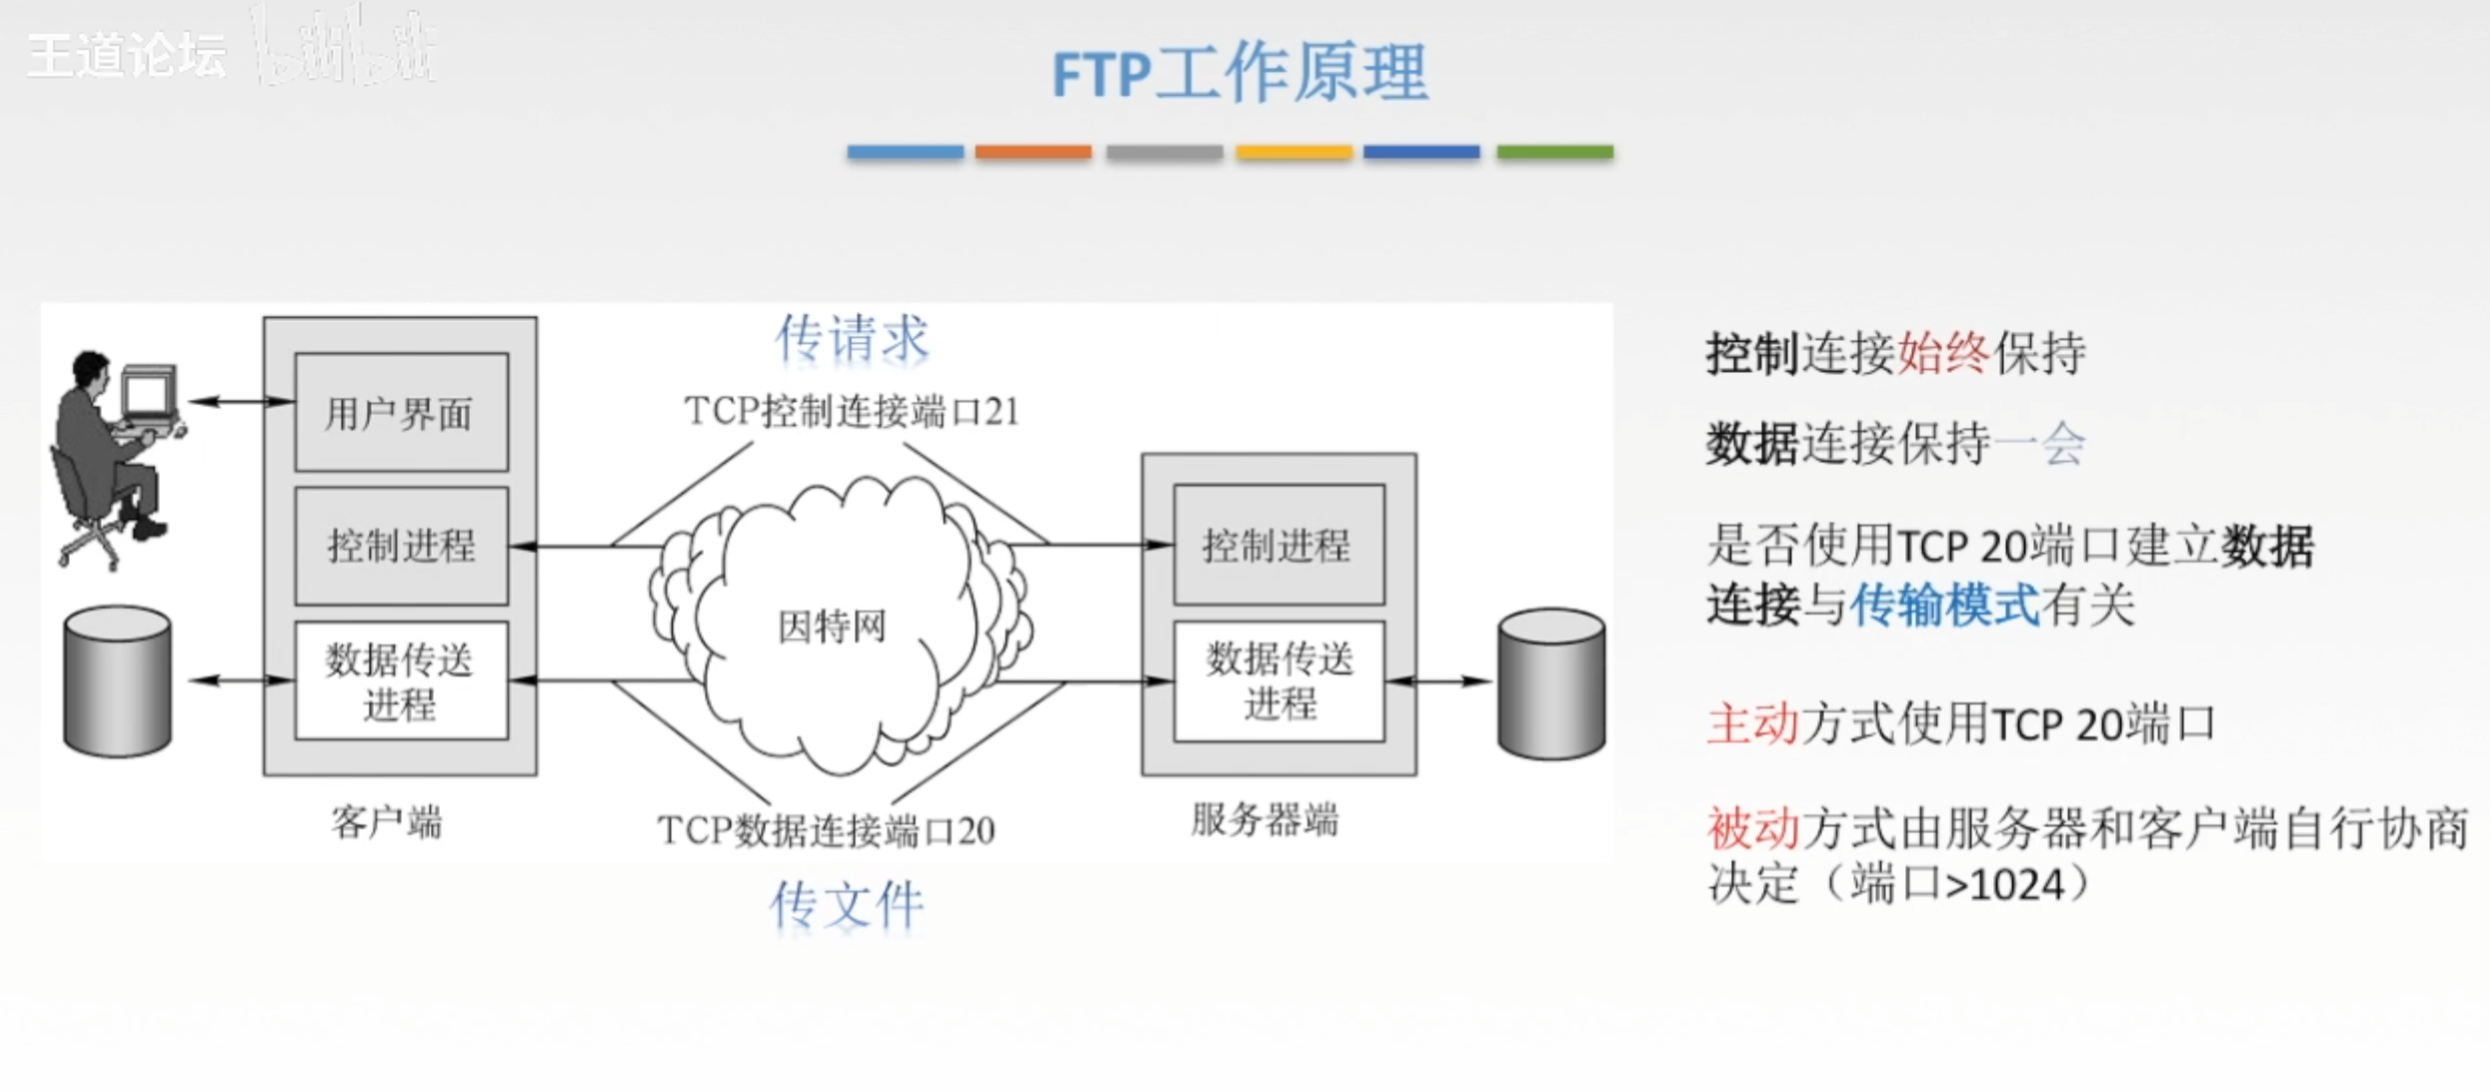 王道论坛 bilibili
FTP工作原理
传请求
TCP控制连接端口21
用户界面
控制进程
数据传送
进程
客户端
因特网
控制进程
数据传送
进程
服务器端
TCP数据连接端口20
传文件
控制连接始终保持
数据连接保持一会
是否使用TCP 20端口建立数据
连接与传输模式有关
主动方式使用TCP 20端口
被动方式由服务器和客户端自行协商
决定（端口>1024）